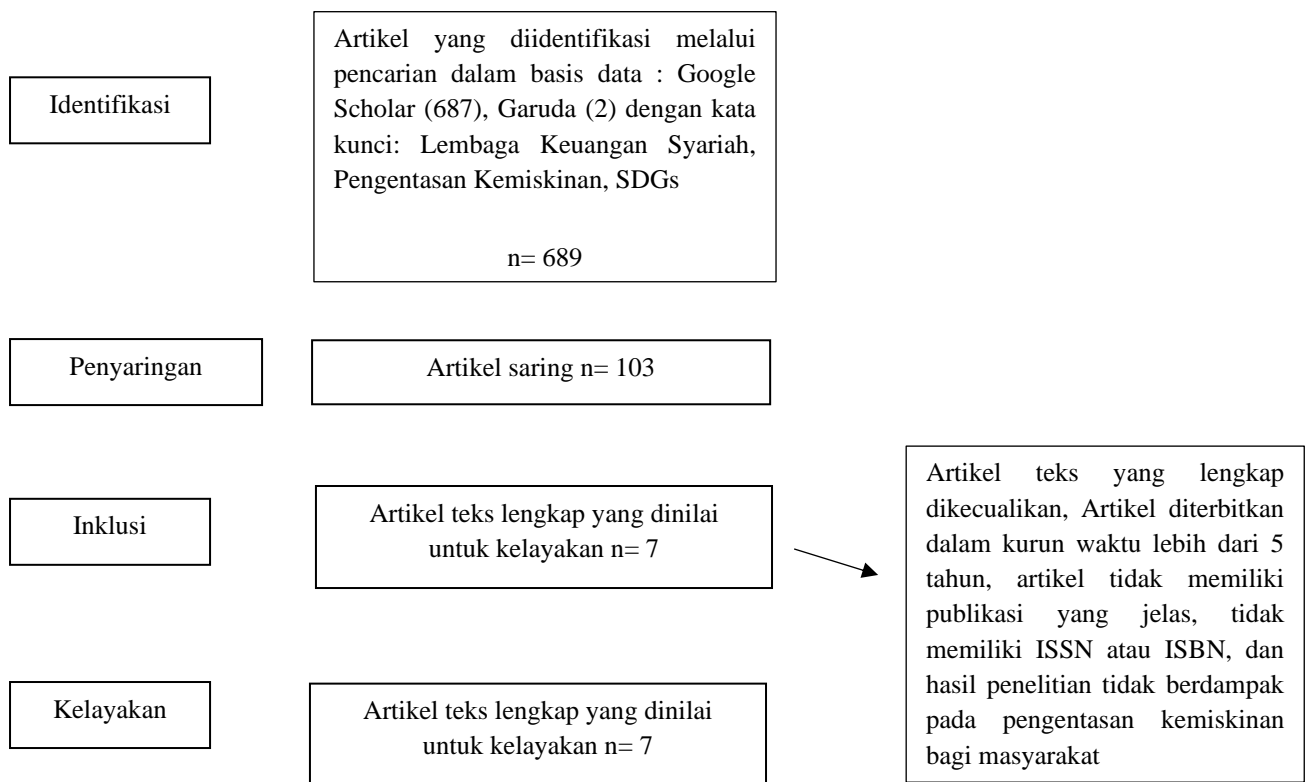 Identifikasi
Artikel yang diidentifikasi melalui
pencarian dalam basis data : Google
Scholar (687), Garuda (2) dengan kata
kunci: Lembaga Keuangan Syariah,
Pengentasan Kemiskinan, SDGs
n= 689
Penyaringan
Artikel saring n= 103
Inklusi
Artikel teks lengkap yang dinilai
untuk kelayakan n= 7
Artikel teks yang lengkap
dikecualikan, Artikel diterbitkan
dalam kurun waktu lebih dari 5
tahun, artikel tidak memiliki
publikasi yang jelas, tidak
memiliki ISSN atau ISBN, dan
hasil penelitian tidak berdampak
pada pengentasan kemiskinan
bagi masyarakat
Kelayakan
Artikel teks lengkap yang dinilai
untuk kelayakan n= 7